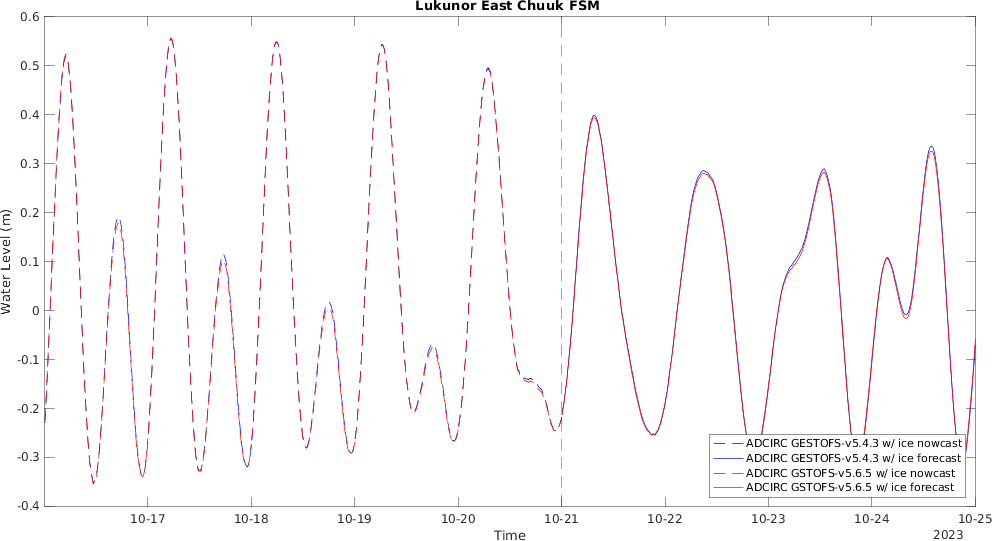 Lukunor East Chuuk FSM
0.6
0.5
0.4
0.3
0.2
0.1
0
-0.1
-0.2
-0.3
-0.4
Water Level (m)
ADCIRC GESTOFS-v5.4.3 w/ ice nowcast
ADCIRC GESTOFS-v5.4.3 w/ ice forecast
ADCIRC GSTOFS-v5.6.5 w/ ice nowcast
ADCIRC GSTOFS-v5.6.5 w/ ice forecast
10-17 10-18 10-19 10-20 10-21 10-22 10-23 10-24 10-25
Time
2023